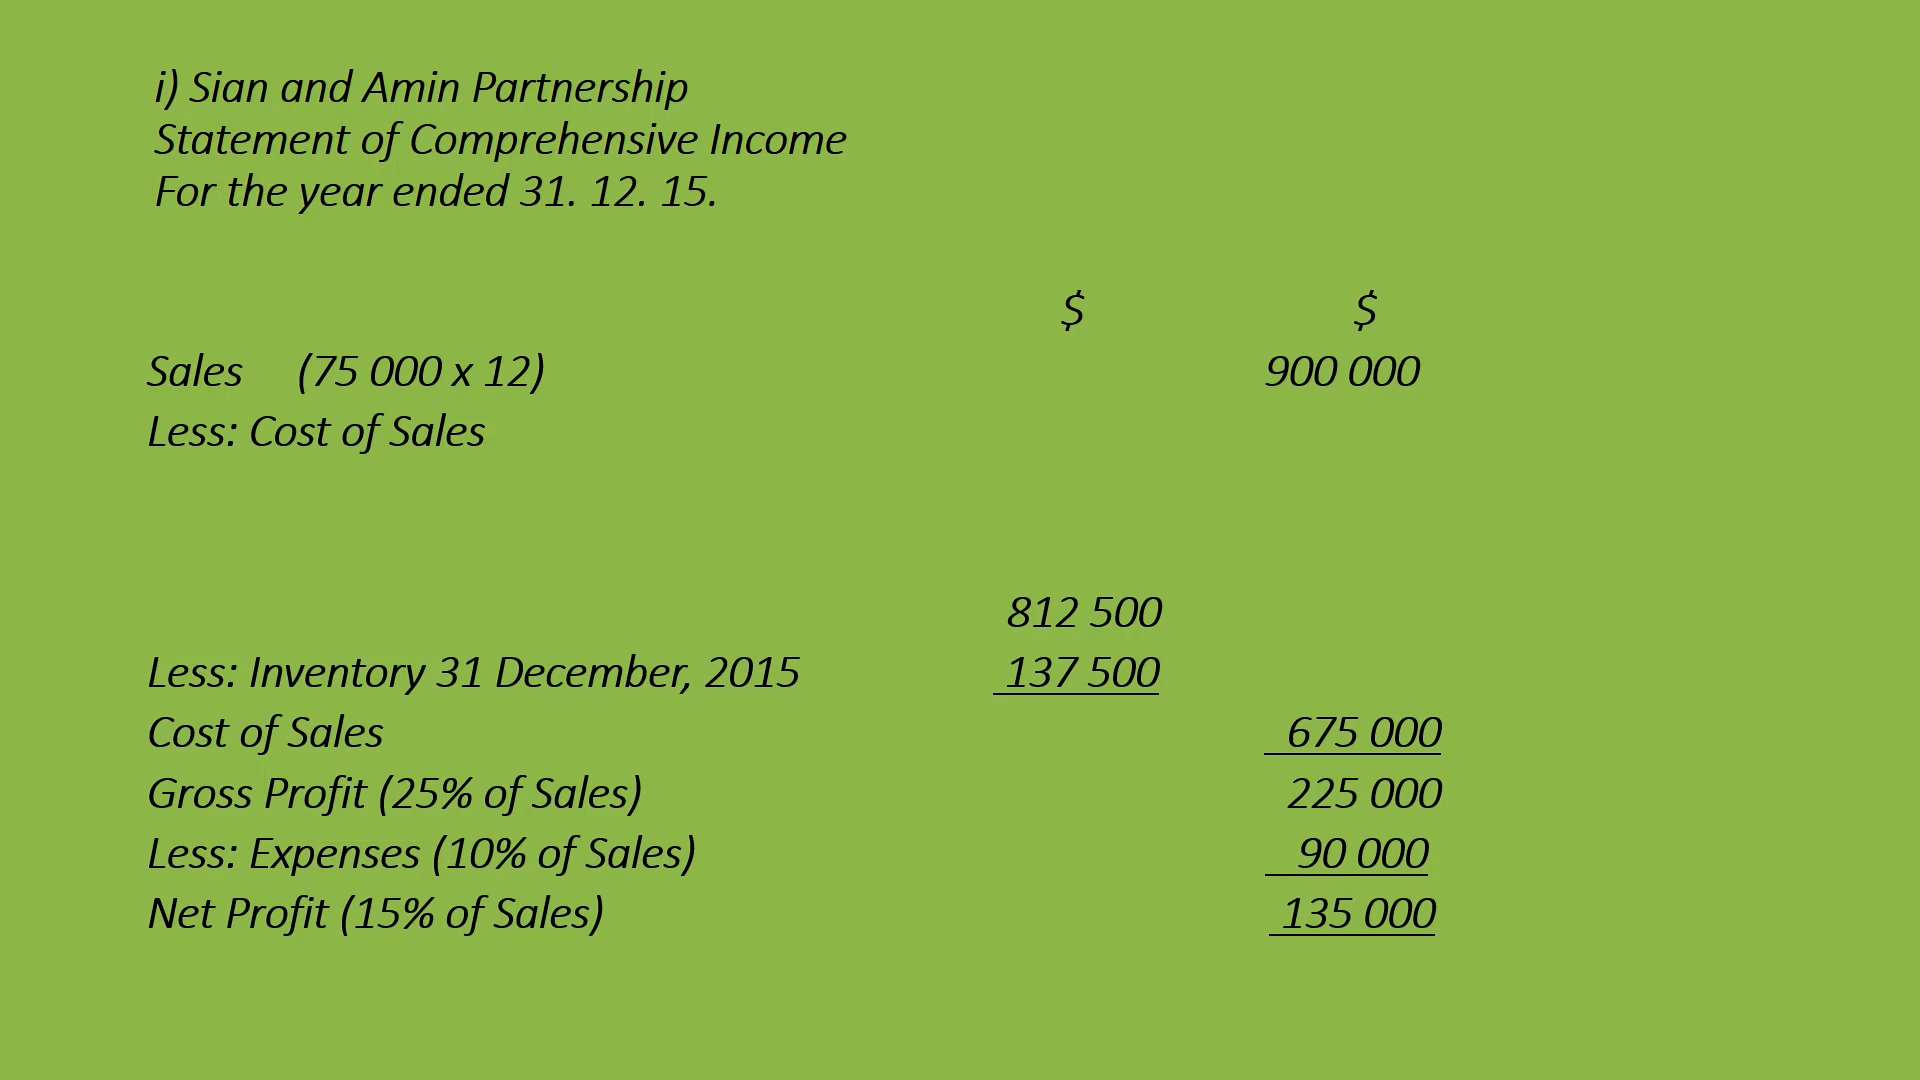 i) Sian and Amin Partnership
Statement of Comprehensive Income
For the year ended 31. 12. 15.
$ $
Sales (75 000 x 12) 900 000
Less: Cost of Sales
812 500
Less: Inventory 31 December, 2015 137 500
Cost of Sales 675 000
Gross Profit (25% of Sales) 225 000
Less: Expenses (10% of Sales) 90 000
Net Profit (15% of Sales) 135 000